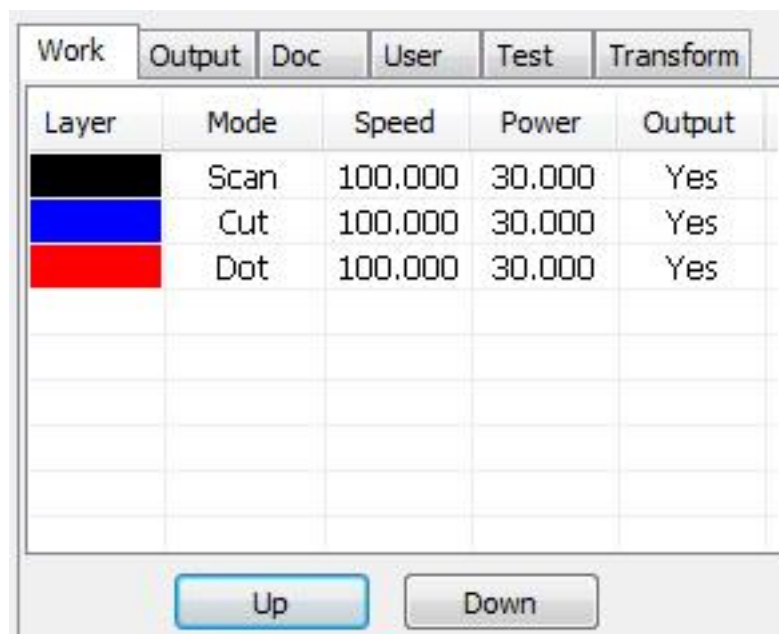 Work Output Doc User Test Transform
Layer Mode Speed Power Output
Scan 100.000 30.000 Yes
Cut 100.000 30.000 Yes
Dot 100.000 30.000 Yes
Up Down